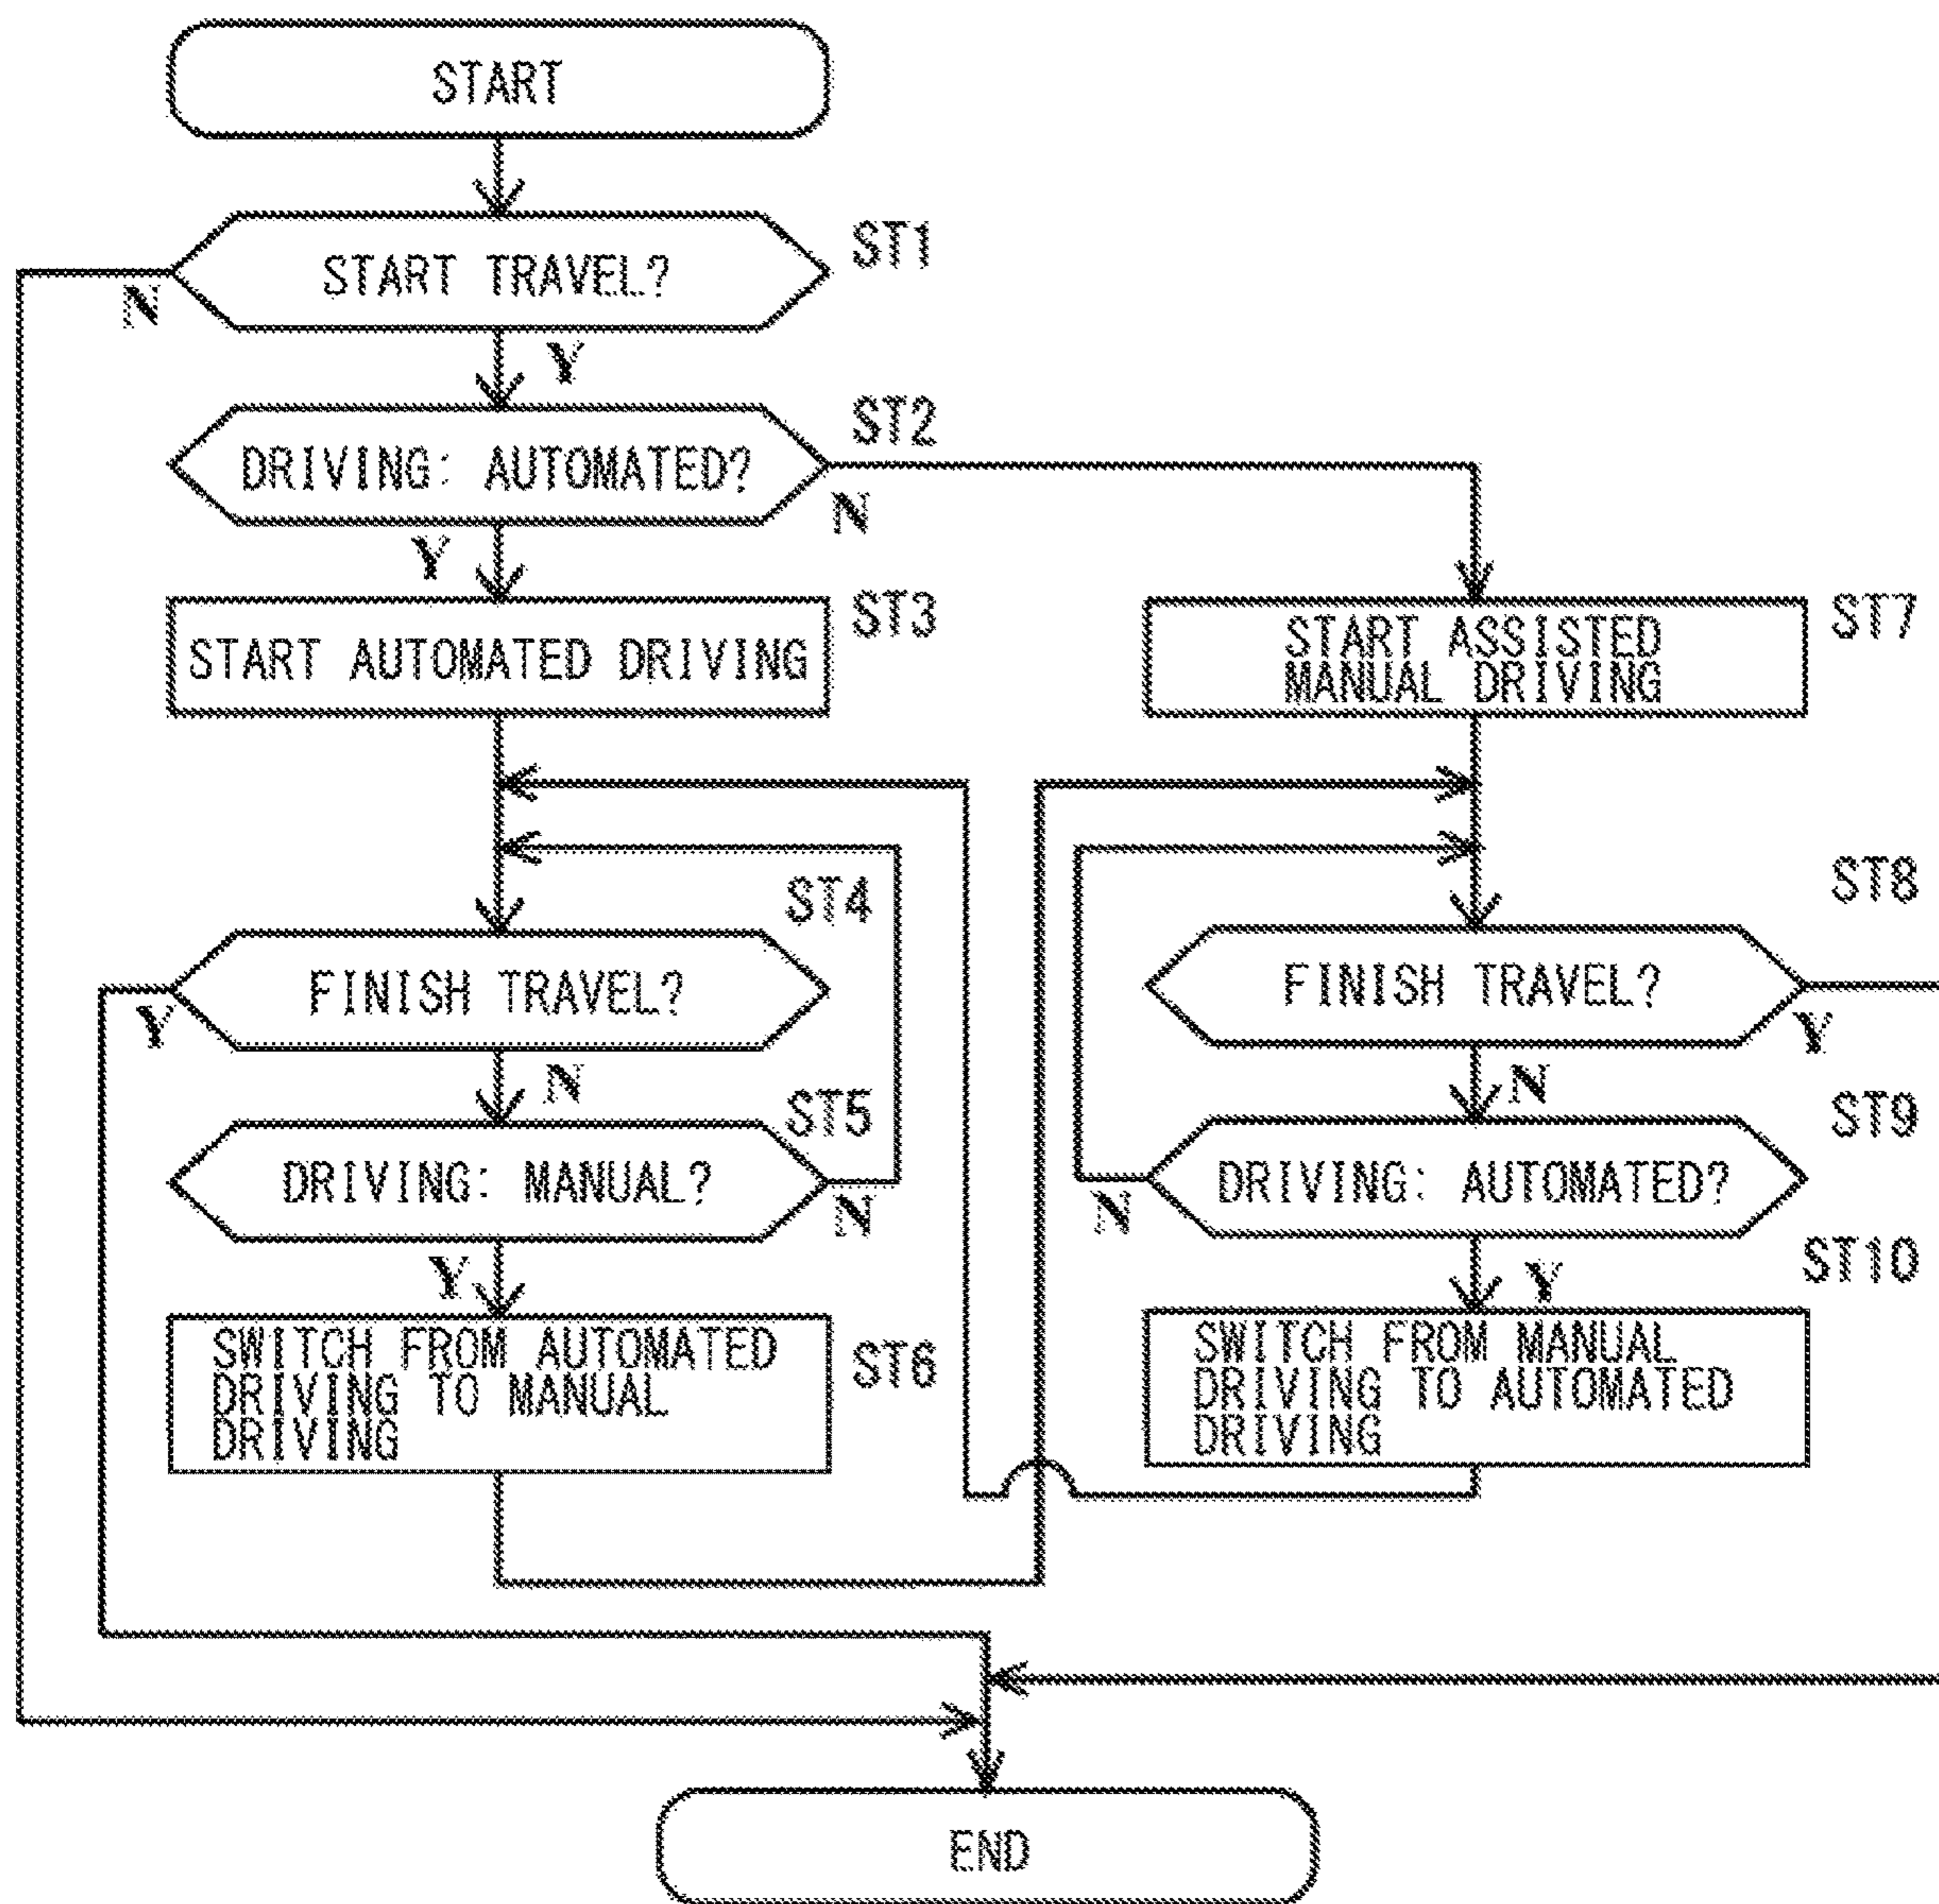 START
START TRAVEL?
ST1
N
Y
DRIVING: AUTOMATED?
ST2
N
Y
START AUTOMATED DRIVING
ST3
START ASSISTED
MANUAL DRIVING
ST7
ST4
FINISH TRAVEL?
Y
N
ST5
DRIVING: MANUAL?
N
Y
SWITCH FROM AUTOMATED
DRIVING TO MANUAL
DRIVING
ST6
ST8
FINISH TRAVEL?
Y
N
ST9
DRIVING: AUTOMATED?
N
Y
ST10
SWITCH FROM MANUAL
DRIVING TO AUTOMATED
DRIVING
END